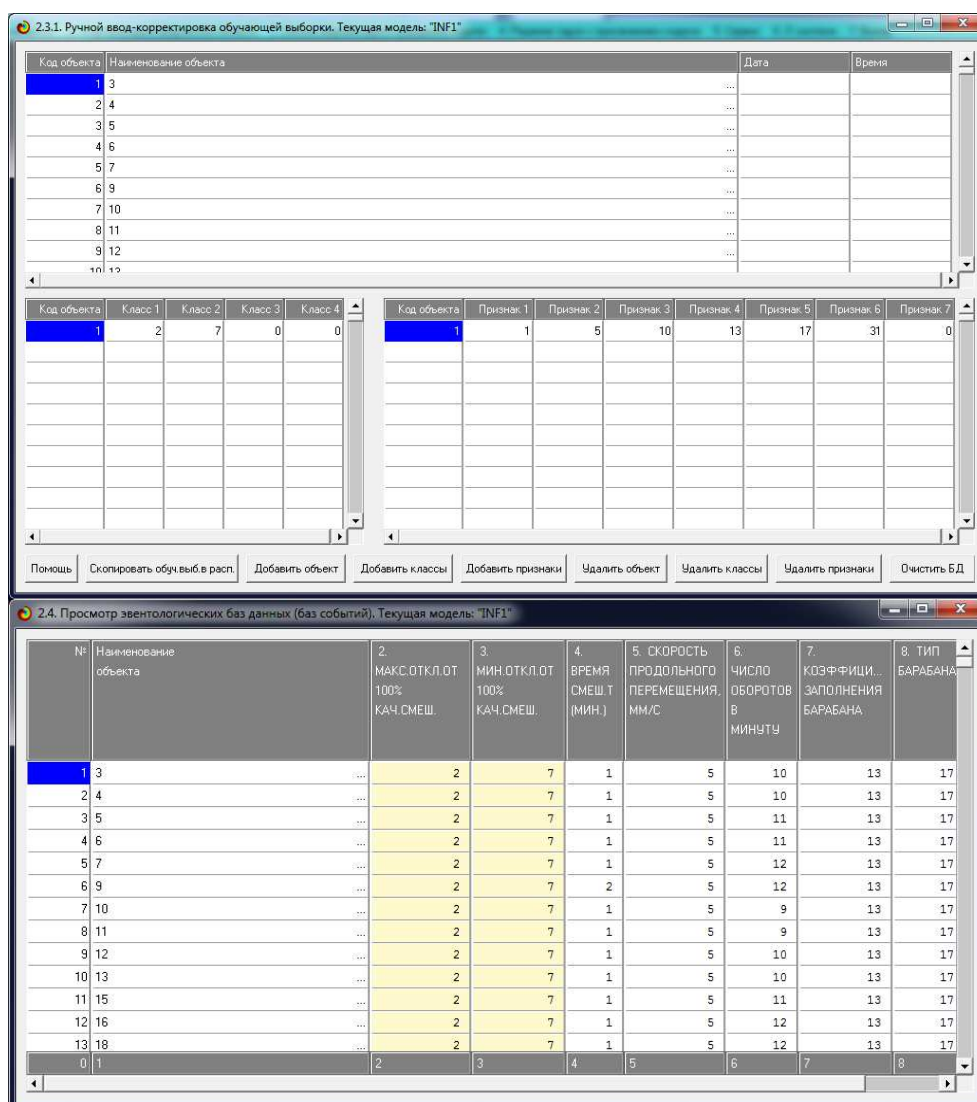 2.3.1. Ручной ввод-корректировка обучающей выборки. Текущая модель: "INF1"
Код объекта Наименование объекта Дата Время
1 3 ...
2 4 ...
3 5 ...
4 6 ...
5 7 ...
6 9 ...
7 10 ...
8 11 ...
9 12 ...
10 13
Код объекта Класс 1 Класс 2 Класс 3 Класс 4 Код объекта Признак 1 Признак 2 Признак 3 Признак 4 Признак 5 Признак 6 Признак 7
1 2 7 0 0 1 1 5 10 13 17 31 0
Помощь Скопировать обуч.выб.в расп. Добавить объект Добавить классы Добавить признаки Удалить объект Удалить классы Удалить признаки Очистить БД
2.4. Просмотр эвентологических баз данных (баз событий). Текущая модель: "INF1"
№ Наименование 2. 3. 4. 5. СКОРОСТЬ 6. 7. 8. ТИП
объекта МАКС.ОТКЛ.ОТ МИН.ОТКЛ.ОТ ВРЕМЯ ПРОДОЛЬНОГО ЧИСЛО КОЭФФИЦИ... БАРАБАНА
100% 100% СМЕШ.Т ПЕРЕМЕЩЕНИЯ, ОБОРОТОВ ЗАПОЛНЕНИЯ
КАЧ.СМЕШ. КАЧ.СМЕШ. (МИН.) ММ/С В БАРАБАНА
МИНУТУ
1 3 ... 2 7 1 5 10 13 17
2 4 ... 2 7 1 5 10 13 17
3 5 ... 2 7 1 5 11 13 17
4 6 ... 2 7 1 5 11 13 17
5 7 ... 2 7 1 5 12 13 17
6 9 ... 2 7 2 5 12 13 17
7 10 ... 2 7 1 5 9 13 17
8 11 ... 2 7 1 5 9 13 17
9 12 ... 2 7 1 5 10 13 17
10 13 ... 2 7 1 5 10 13 17
11 15 ... 2 7 1 5 11 13 17
12 16 ... 2 7 1 5 12 13 17
13 18 ... 2 7 1 5 12 13 17
0 1 2 3 4 5 6 7 8